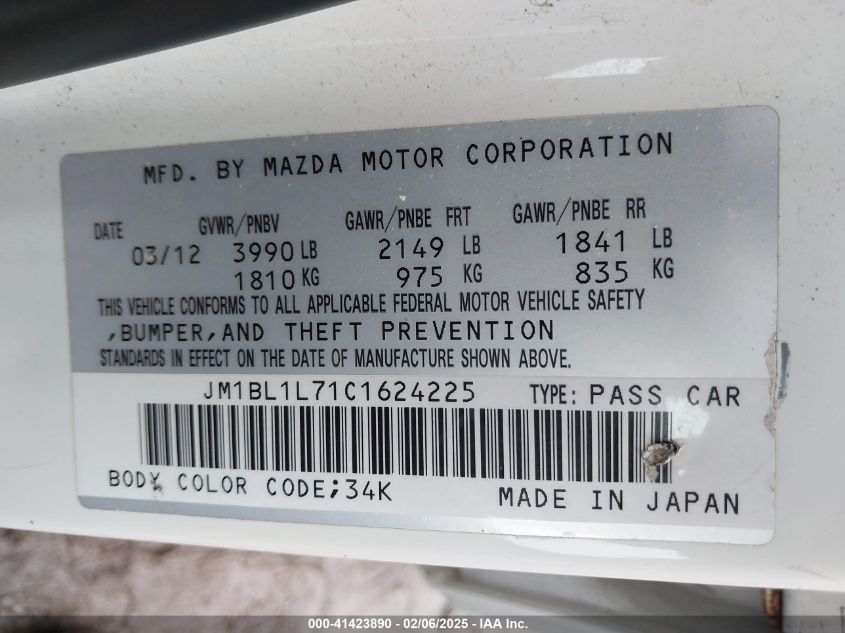 MFD. BY MAZDA MOTOR CORPORATION
DATE GVWR/PNBV GAWR/PNBE FRT GAWR/PNBE RR
03/12 3990 LB 2149 LB 1841 LB
1810 KG 975 KG 835 KG
THIS VEHICLE CONFORMS TO ALL APPLICABLE FEDERAL MOTOR VEHICLE SAFETY
,BUMPER,AND THEFT PREVENTION
STANDARDS IN EFFECT ON THE DATE OF MANUFACTURE SHOWN ABOVE.
JM1BL1L71C1624225 TYPE: PASS CAR
BODY COLOR CODE;34K MADE IN JAPAN
000-41423890 - 02/06/2025 - IAA Inc.